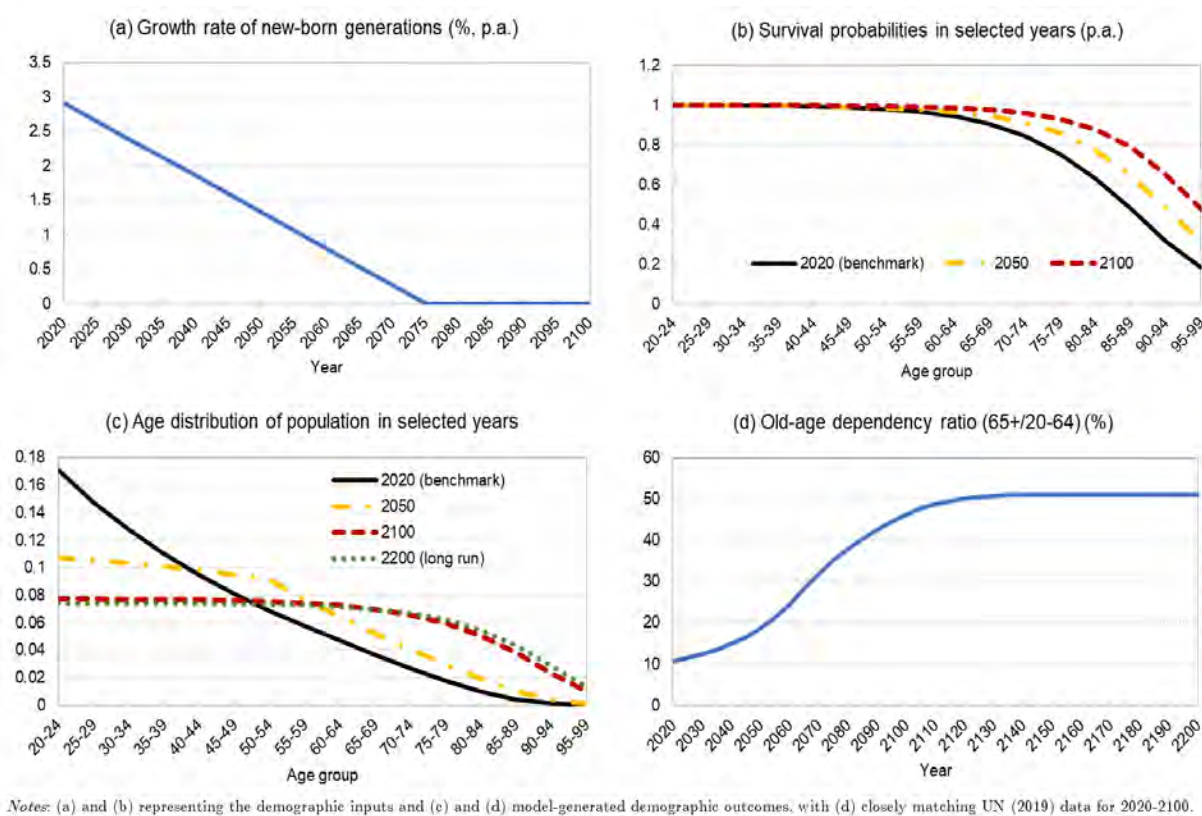 (a) Growth rate of new-born generations (%, p.a.)
3.5
3
2.5
2
1.5
1
0.5
0
2020 2025 2030 2035 2040 2045 2050 2055 2060 2065 2070 2075 2080 2085 2090 2095 2100
Year
(b) Survival probabilities in selected years (p.a.)
1.2
1
0.8
0.6
0.4
0.2
0
2020 (benchmark) 2050 2100
20-24 25-29 30-34 35-39 40-44 45-49 50-54 55-59 60-64 65-69 70-74 75-79 80-84 85-89 90-94 95-99
Age group
(c) Age distribution of population in selected years
0.18
0.16
0.14
0.12
0.1
0.08
0.06
0.04
0.02
0
2020 (benchmark)
2050
2100
2200 (long run)
20-24 25-29 30-34 35-39 40-44 45-49 50-54 55-59 60-64 65-69 70-74 75-79 80-84 85-89 90-94 95-99
Age group
(d) Old-age dependency ratio (65+/20-64) (%)
60
50
40
30
20
10
0
2020 2030 2040 2050 2060 2070 2080 2090 2100 2110 2120 2130 2140 2150 2160 2170 2180 2190 2200
Year
Notes: (a) and (b) representing the demographic inputs and (c) and (d) model-generated demographic outcomes, with (d) closely matching UN (2019) data for 2020-2100.